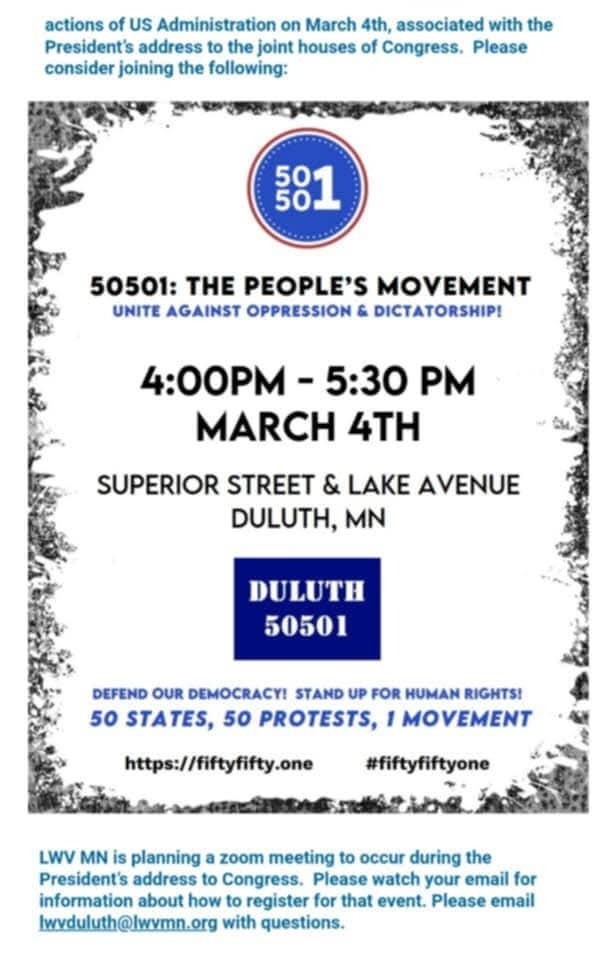 actions of US Administration on March 4th, associated with the
President's address to the joint houses of Congress.  Please
consider joining the following:
50
501
50501: THE PEOPLE'S MOVEMENT
UNITE AGAINST OPPRESSION & DICTATORSHIP!
4:00PM - 5:30 PM
MARCH 4TH
SUPERIOR STREET & LAKE AVENUE
DULUTH, MN
DULUTH
50501
DEFEND OUR DEMOCRACY!  STAND UP FOR HUMAN RIGHTS!
50 STATES, 50 PROTESTS, 1 MOVEMENT
https://fiftyfifty.one #fiftyfiftyone
LWV MN is planning a zoom meeting to occur during the
President's address to Congress.  Please watch your email for
information about how to register for that event. Please email
lwvduluth@lwvmn.org with questions.